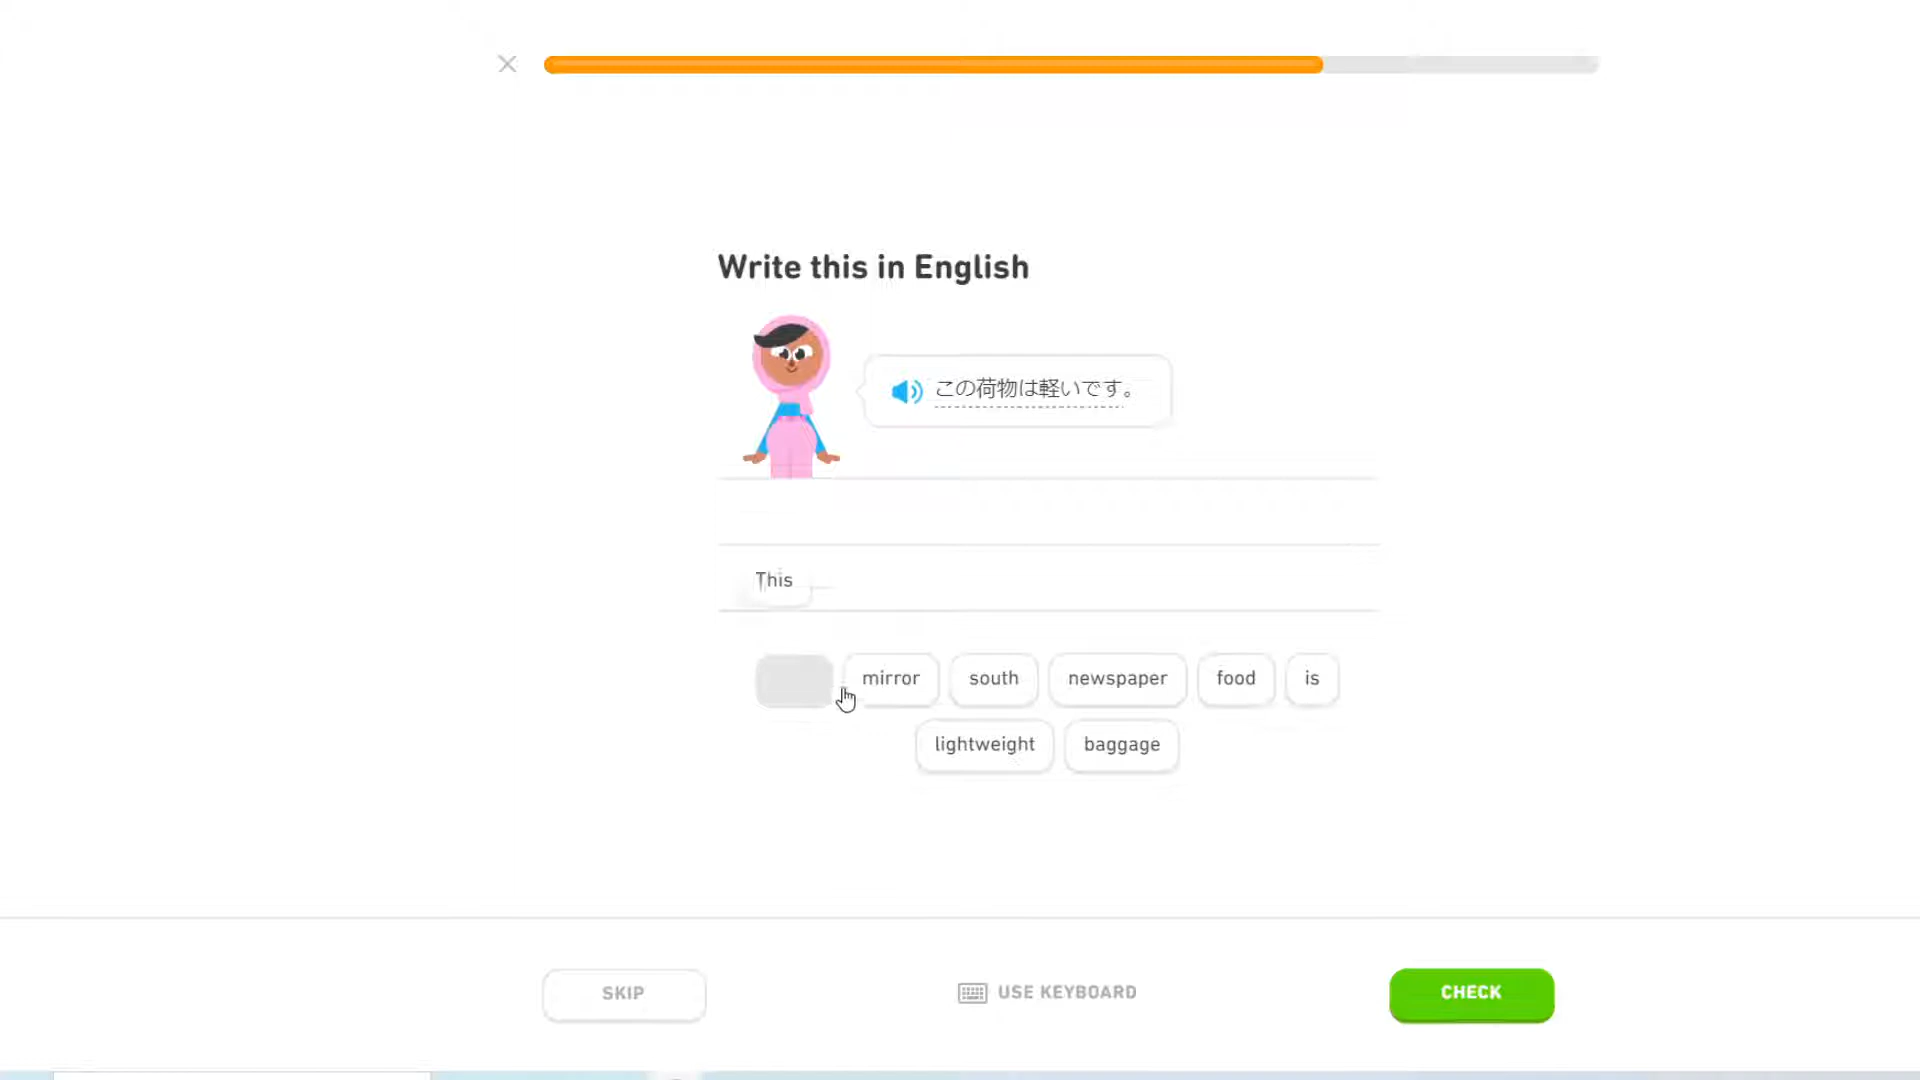 Write this in English
この荷物は軽いです。
This
mirror south newspaper food is
lightweight baggage
SKIP USE KEYBOARD CHECK